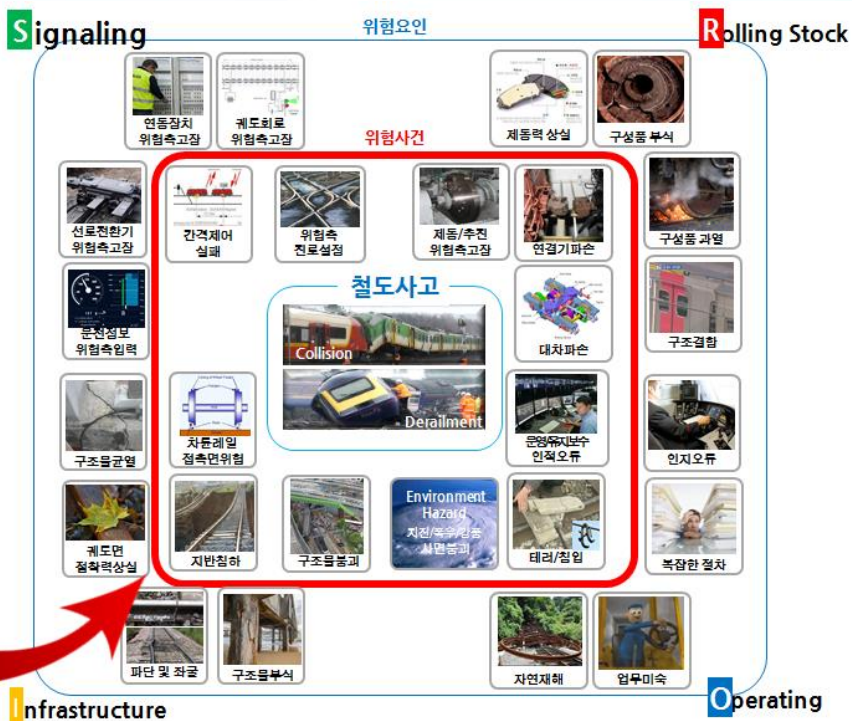 Signaling
위험요인
Rolling Stock
연동장치
위험측고장
궤도회로
위험측고장
제동력 상실
구성품 부식
위험사건
선로전환기
위험측고장
간격제어
실패
위험측
진로설정
제동/추진
위험측고장
연결기파손
구성품 과열
운전정보
위험측입력
철도사고
Collision
Derailment
대차파손
구조결함
구조물균열
차륜레일
접촉면위험
운영/유지보수
인적오류
인지오류
궤도면
점착력상실
지반침하
구조물붕괴
Environment
Hazard
지진/폭우/강풍
사면붕괴
테러/침입
복잡한 절차
파단 및 좌굴
구조물부식
자연재해
업무미숙
Infrastructure
Operating